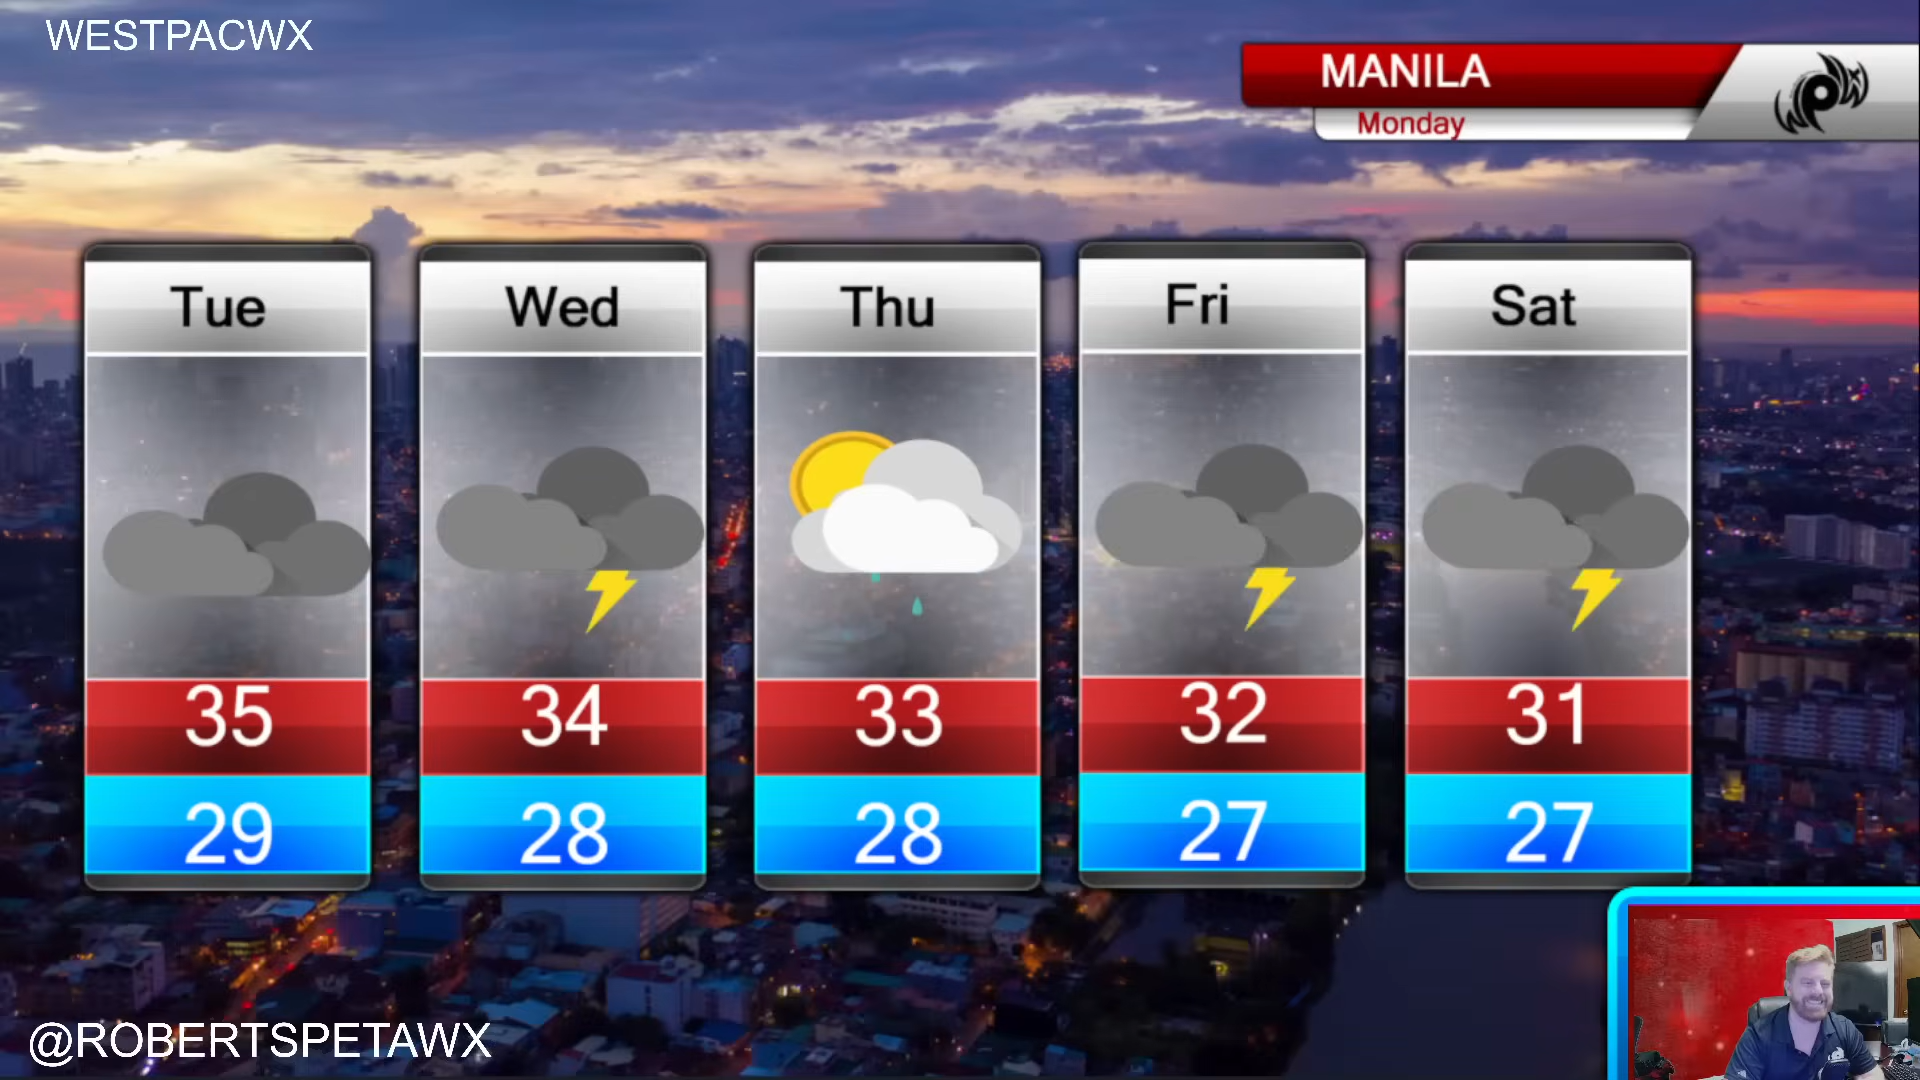 WESTPACWX
MANILA
Monday
Tue
Wed
Thu
Fri
Sat
35
34
33
32
31
29
28
28
27
27
@ROBERTSPETAWX